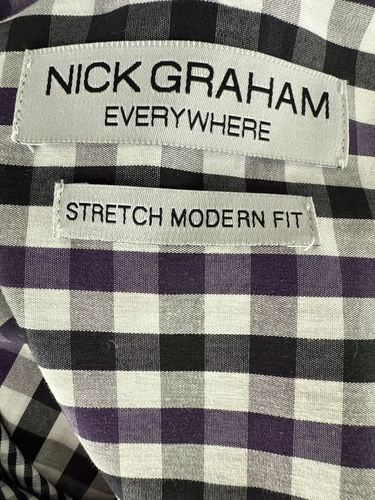 NICK GRAHAM
EVERYWHERE
STRETCH MODERN FIT